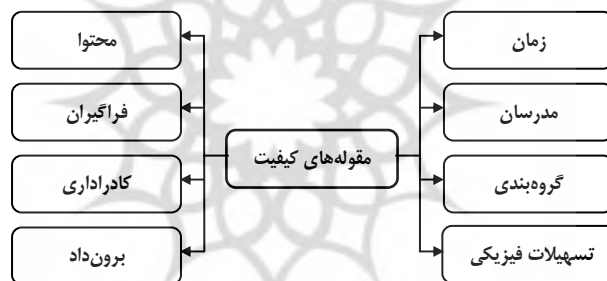 زمان
محتوا
مدرسان
فراگیران
مقوله‌های کیفیت
گروه‌بندی
کادراداری
تسهیلات فیزیکی
برون‌داد